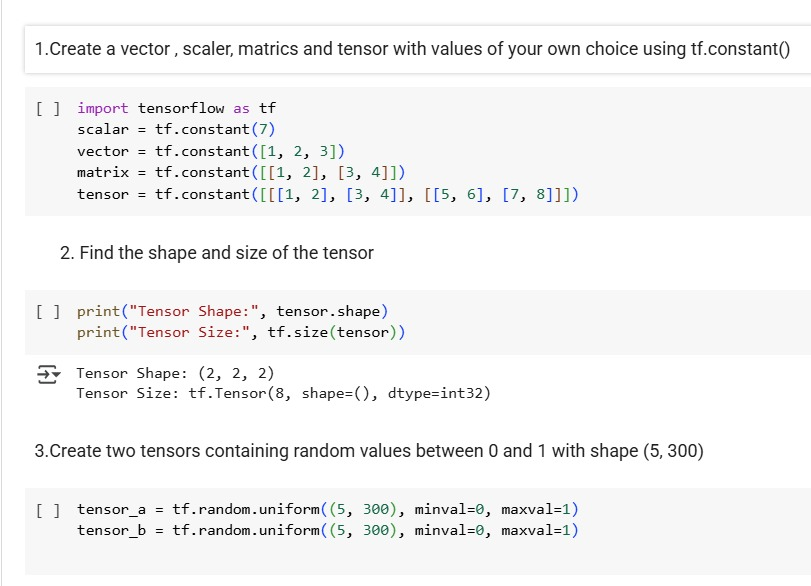 1.Create a vector , scaler, matrics and tensor with values of your own choice using tf.constant()
[ ] import tensorflow as tf
scalar = tf.constant(7)
vector = tf.constant([1, 2, 3])
matrix = tf.constant([[1, 2], [3, 4]])
tensor = tf.constant([[[1, 2], [3, 4]], [[5, 6], [7, 8]]])
2. Find the shape and size of the tensor
[ ] print("Tensor Shape:", tensor.shape)
print("Tensor Size:", tf.size(tensor))
Tensor Shape: (2, 2, 2)
Tensor Size: tf.Tensor(8, shape=(), dtype=int32)
3.Create two tensors containing random values between 0 and 1 with shape (5, 300)
[ ] tensor_a = tf.random.uniform((5, 300), minval=0, maxval=1)
tensor_b = tf.random.uniform((5, 300), minval=0, maxval=1)